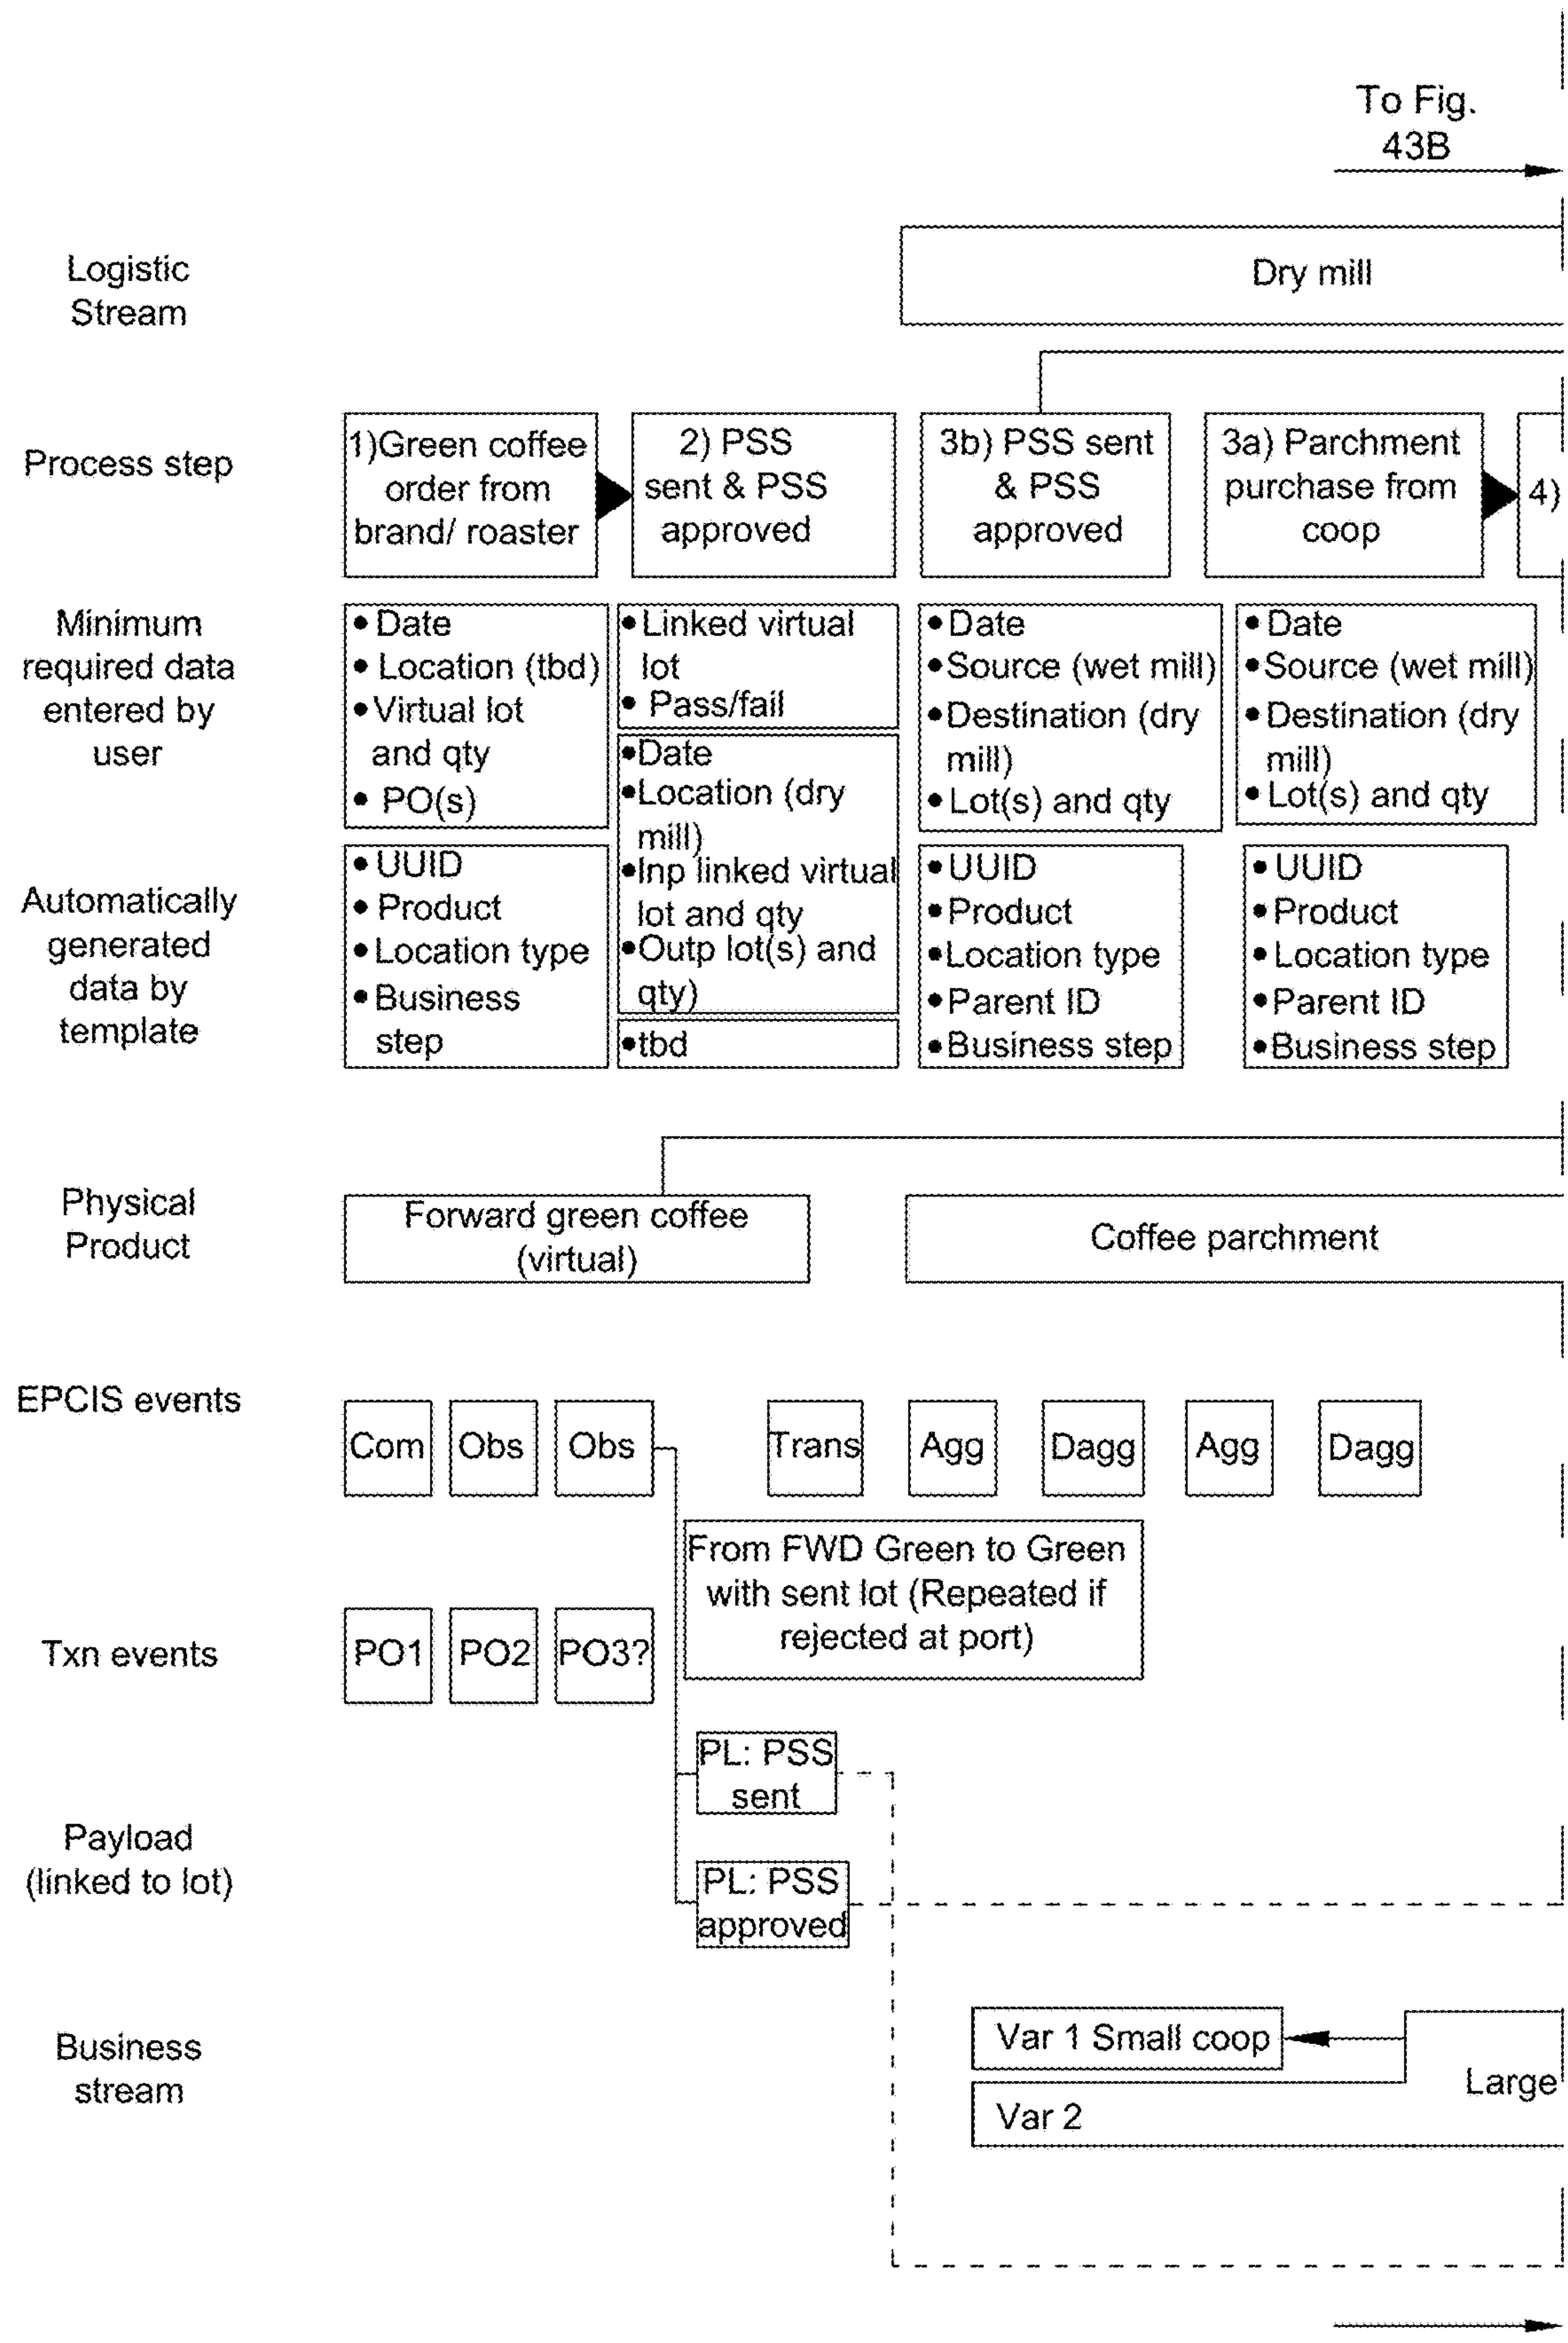 To Fig.
43B
Logistic
Stream
Dry mill
Process step
1)Green coffee
order from
brand/ roaster
2) PSS
sent & PSS
approved
3b) PSS sent
& PSS
approved
3a) Parchment
purchase from
coop
4)
Minimum
required data
entered by
user
• Date
• Location (tbd)
• Virtual lot
and qty
• PO(s)
• Linked virtual
lot
• Pass/fail
• Date
• Location (dry
mill)
• Inp linked virtual
lot and qty
• Outp lot(s) and
qty)
• tbd
• Date
• Source (wet mill)
• Destination (dry
mill)
• Lot(s) and qty
• Date
• Source (wet mill)
• Destination (dry
mill)
• Lot(s) and qty
Automatically
generated
data by
template
• UUID
• Product
• Location type
• Business
step
• UUID
• Product
• Location type
• Parent ID
• Business step
• UUID
• Product
• Location type
• Parent ID
• Business step
Physical
Product
Forward green coffee
(virtual)
Coffee parchment
EPCIS events
Com
Obs
Obs
Trans
Agg
Dagg
Agg
Dagg
From FWD Green to Green
with sent lot (Repeated if
rejected at port)
Txn events
PO1
PO2
PO3?
PL: PSS
sent
Payload
(linked to lot)
PL: PSS
approved
Business
stream
Var 1 Small coop
Large
Var 2